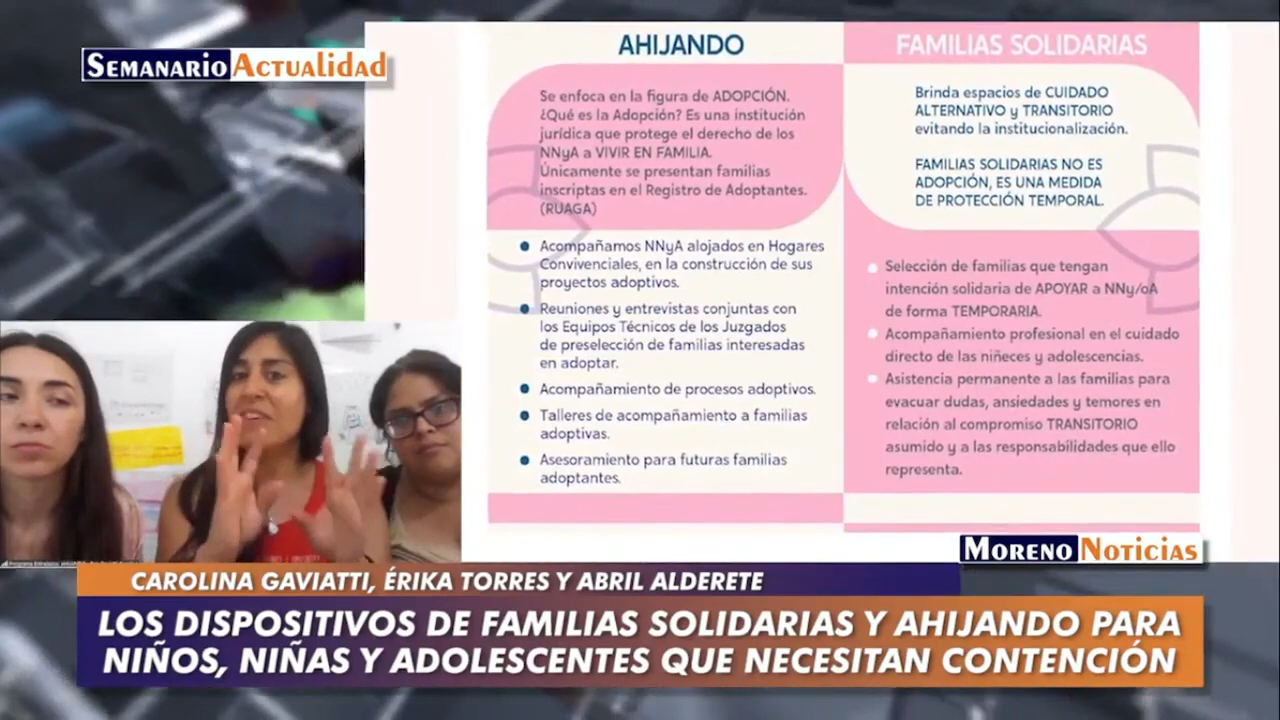 SEMANARIO ACTUALIDAD
AHIJANDO
Se enfoca en la figura de ADOPCIÓN.
¿Qué es la Adopción? Es una institución
jurídica que protege el derecho de los
NNyA a VIVIR EN FAMILIA.
Únicamente se presentan familias
inscriptas en el Registro de Adoptantes.
(RUAGA)
Acompañamos NNyA alojados en Hogares
Convivenciales, en la construcción de sus
proyectos adoptivos.
Reuniones y entrevistas conjuntas con
los Equipos Técnicos de los Juzgados
de preselección de familias interesadas
en adoptar.
Acompañamiento de procesos adoptivos.
Talleres de acompañamiento a familias
adoptivas.
Asesoramiento para futuras familias
adoptantes.
FAMILIAS SOLIDARIAS
Brinda espacios de CUIDADO
ALTERNATIVO y TRANSITORIO
evitando la institucionalización.
FAMILIAS SOLIDARIAS NO ES
ADOPCIÓN, ES UNA MEDIDA
DE PROTECCIÓN TEMPORAL.
Selección de familias que tengan
intención solidaria de APOYAR a NNy/oA
de forma TEMPORARIA.
Acompañamiento profesional en el cuidado
directo de las niñeces y adolescencias.
Asistencia permanente a las familias para
evacuar dudas, ansiedades y temores en
relación al compromiso TRANSITORIO
asumido y a las responsabilidades que ello
representa.
MORENO NOTICIAS
CAROLINA GAVIATTI, ÉRIKA TORRES Y ABRIL ALDERETE
LOS DISPOSITIVOS DE FAMILIAS SOLIDARIAS Y AHIJANDO PARA
NIÑOS, NIÑAS Y ADOLESCENTES QUE NECESITAN CONTENCIÓN